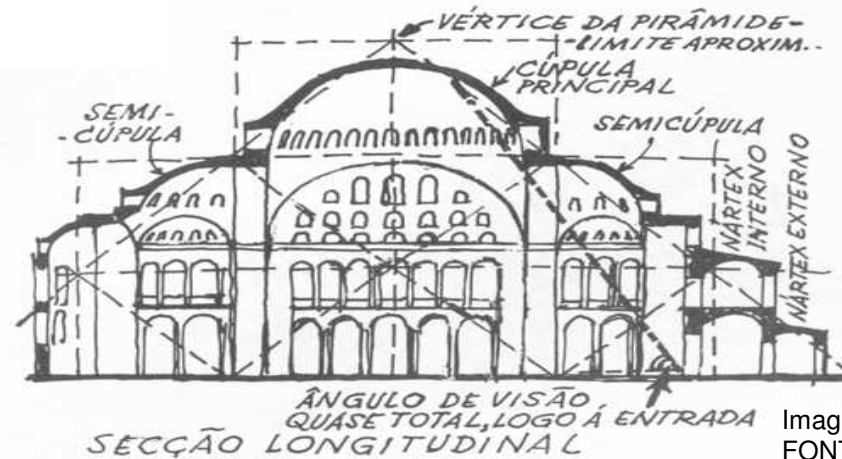 VÉRTICE DA PIRÂMIDE-
-LIMITE APROXIM..
CÚPULA
PRINCIPAL
SEMI-
-CÚPULA
SEMICÚPULA
NÁRTEX
INTERNO
NÁRTEX EXTERNO
ÂNGULO DE VISÃO
QUASE TOTAL, LOGO Á ENTRADA
SECÇÃO LONGITUDINAL
Imag
FONT